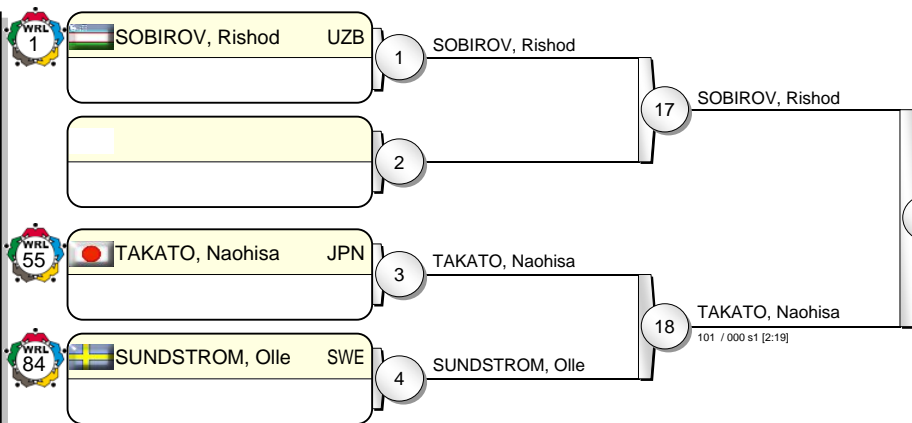 WRL
1
SOBIROV, Rishod UZB
1
SOBIROV, Rishod
17
SOBIROV, Rishod
2
WRL
55
TAKATO, Naohisa JPN
3
TAKATO, Naohisa
18
TAKATO, Naohisa
101 / 000 s1 [2:19]
WRL
84
SUNDSTROM, Olle SWE
4
SUNDSTROM, Olle